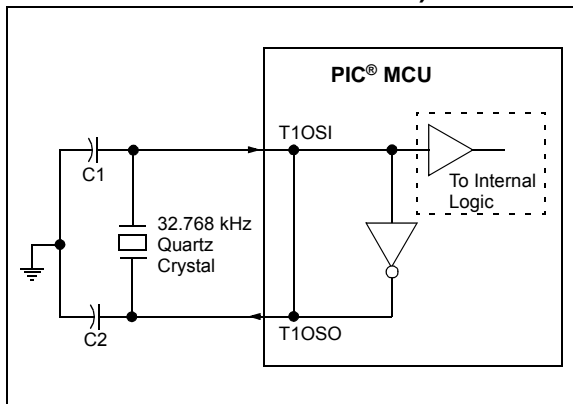 PIC® MCU
T1OSI
C1
To Internal
Logic
32.768 kHz
Quartz
Crystal
C2
T1OSO